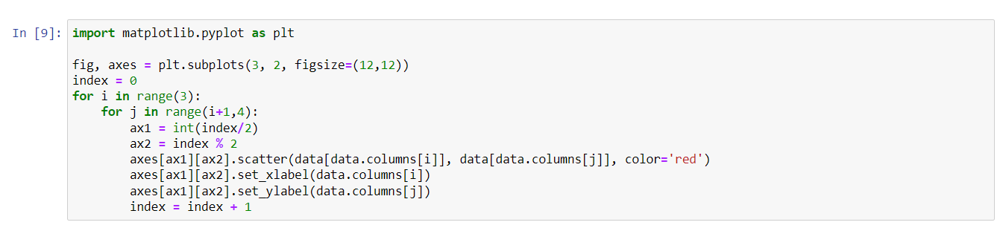 In [9]: import matplotlib.pyplot as plt
fig, axes = plt.subplots(3, 2, figsize=(12,12))
index = 0
for i in range(3):
    for j in range(i+1,4):
        ax1 = int(index/2)
        ax2 = index % 2
        axes[ax1][ax2].scatter(data[data.columns[i]], data[data.columns[j]], color='red')
        axes[ax1][ax2].set_xlabel(data.columns[i])
        axes[ax1][ax2].set_ylabel(data.columns[j])
        index = index + 1